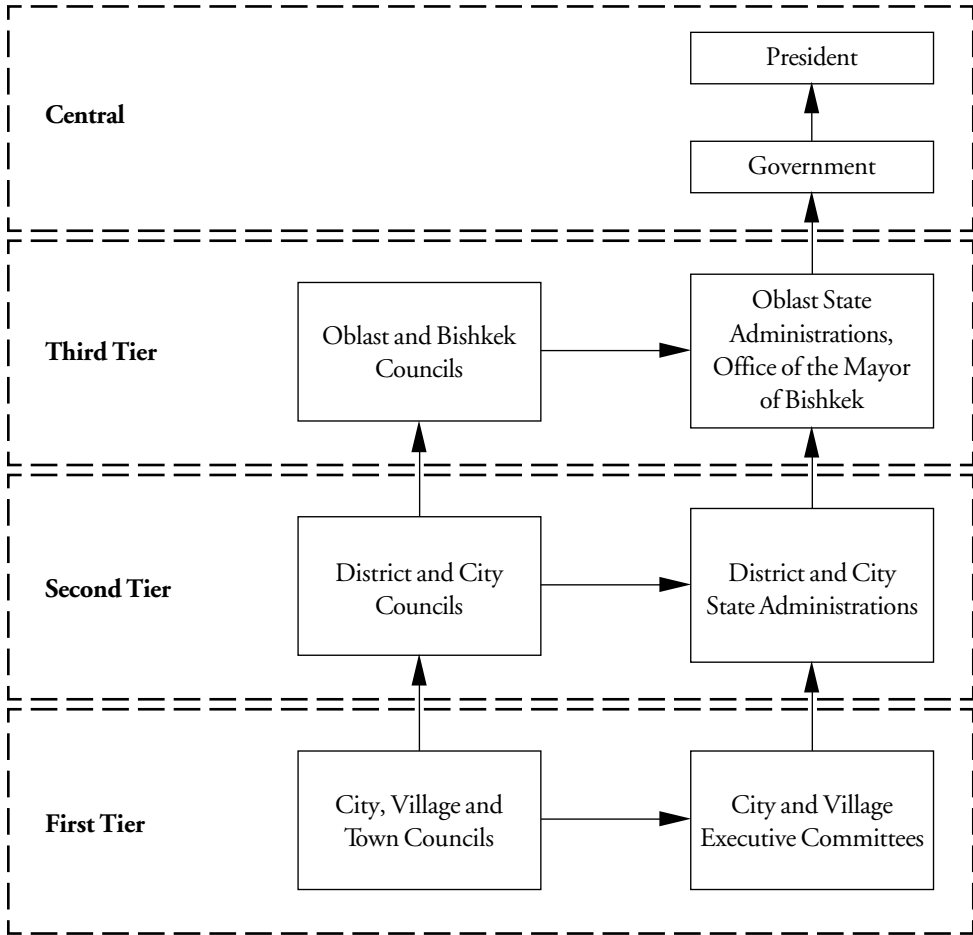 Central
President
Government
Third Tier
Oblast and Bishkek
Councils
Oblast State
Administrations,
Office of the Mayor
of Bishkek
Second Tier
District and City
Councils
District and City
State Administrations
First Tier
City, Village and
Town Councils
City and Village
Executive Committees